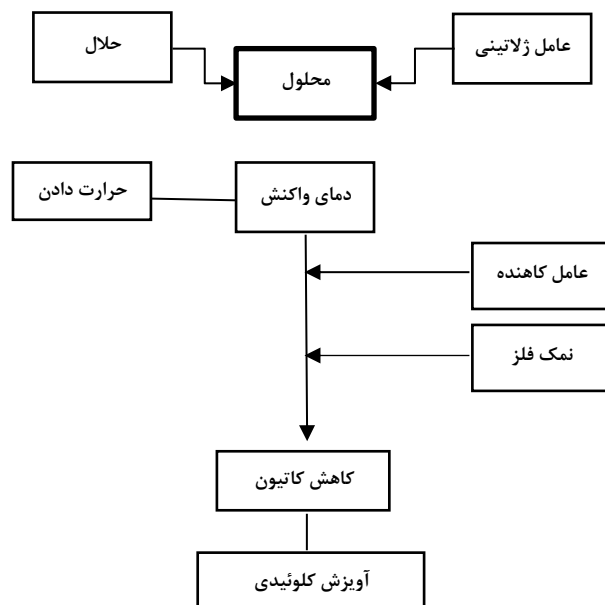 عامل ژلاتینی
محلول
حلال
دمای واکنش
حرارت دادن
عامل کاهنده
نمک فلز
کاهش کاتیون
آویزش کلوئیدی